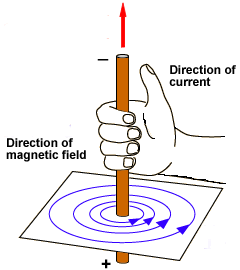 –
Direction of
current
Direction of
magnetic field
+